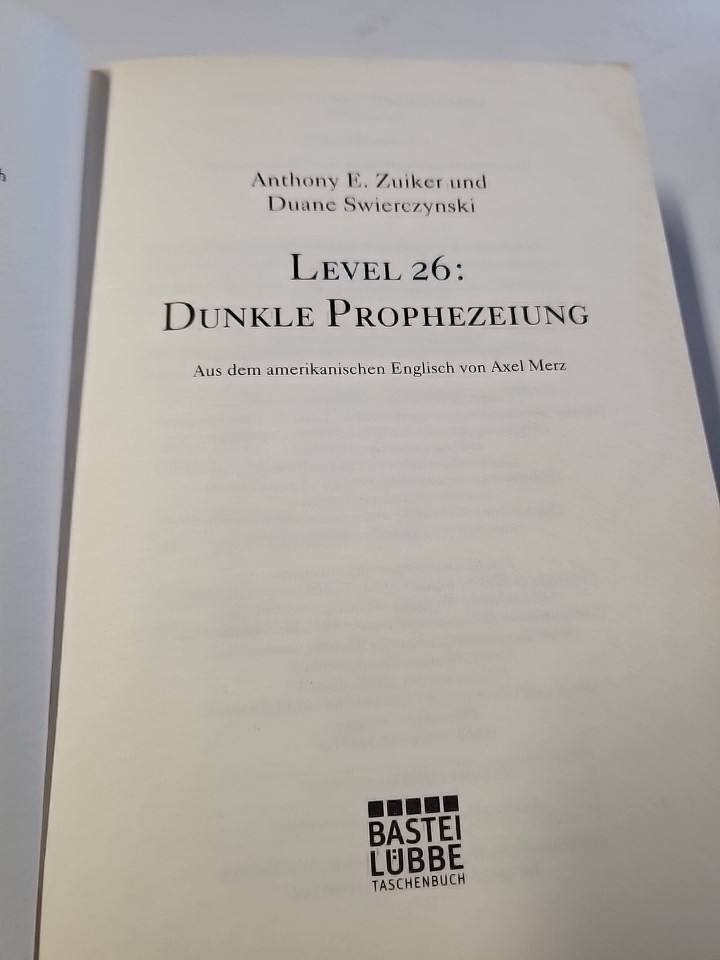 Anthony E. Zuiker und
Duane Swierczynski
LEVEL 26:
DUNKLE PROPHEZEIUNG
Aus dem amerikanischen Englisch von Axel Merz
BASTEI
LÜBBE
TASCHENBUCH